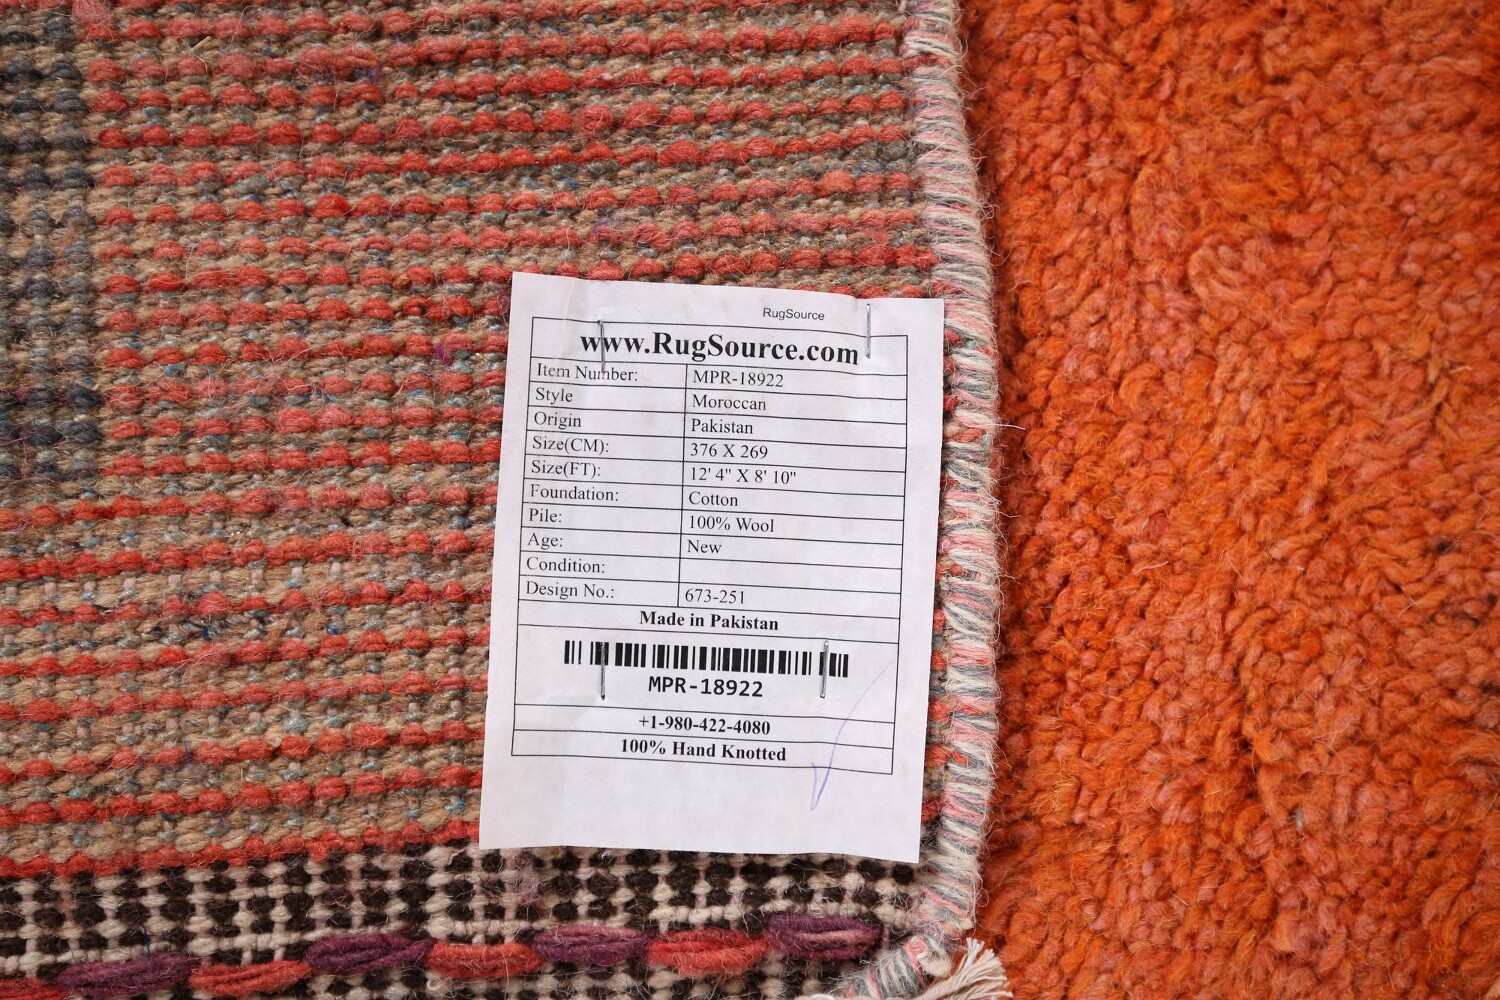 RugSource
www.RugSource.com
Item Number: MPR-18922
Style Moroccan
Origin Pakistan
Size(CM): 376 X 269
Size(FT): 12' 4" X 8' 10"
Foundation: Cotton
Pile: 100% Wool
Age: New
Condition:
Design No.: 673-251
Made in Pakistan
MPR-18922
+1-980-422-4080
100% Hand Knotted